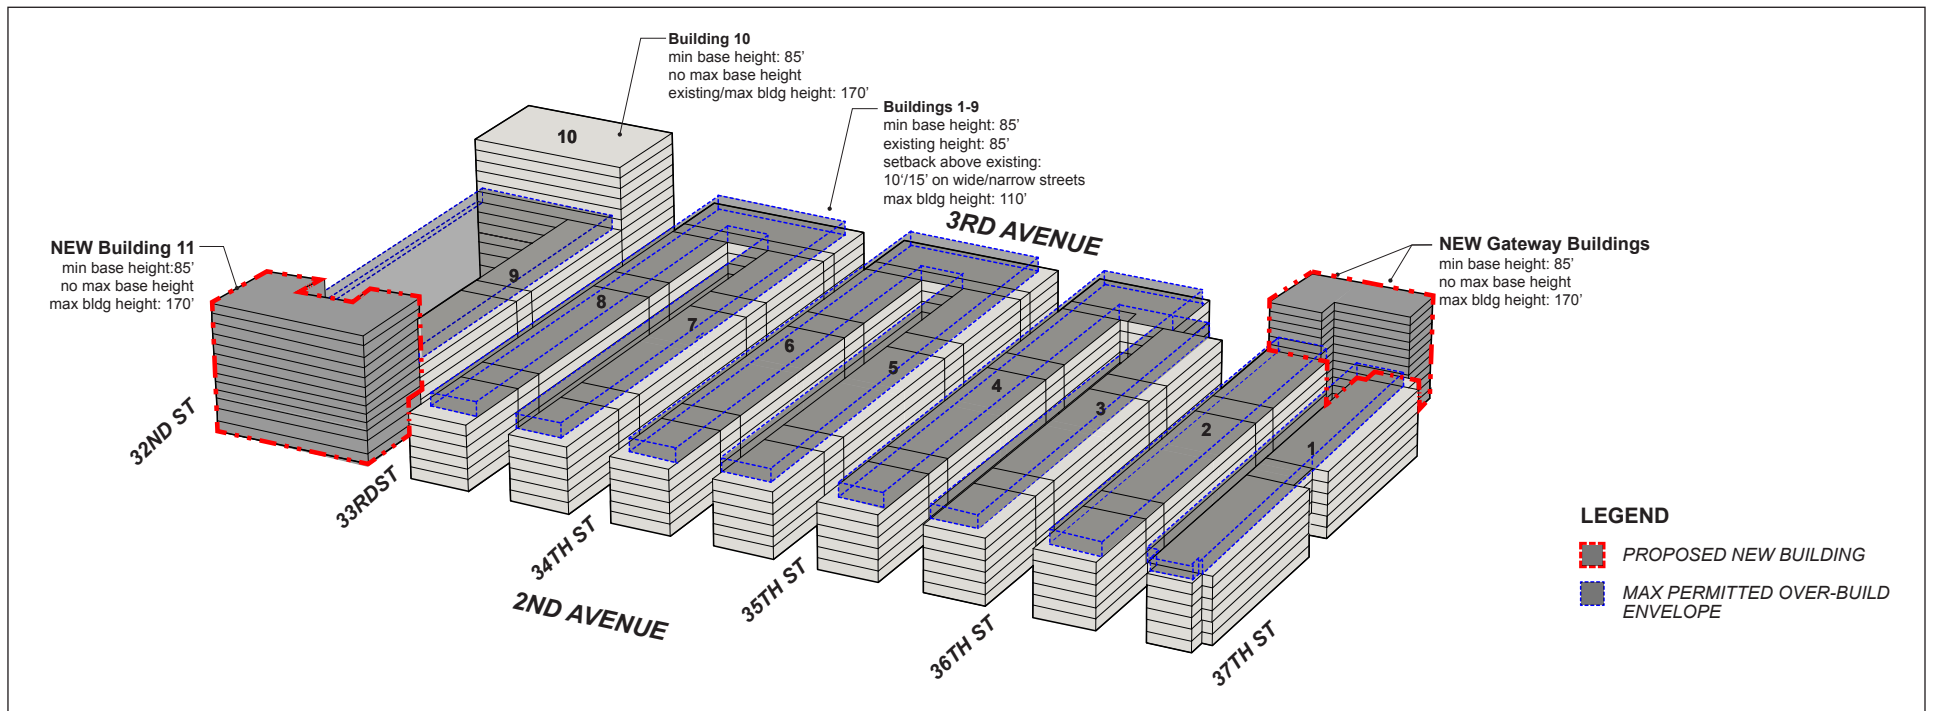 Building 10
min base height: 85’
no max base height
existing/max bldg height: 170’
Buildings 1-9
min base height: 85’
existing height: 85’
setback above existing:
10‘/15’ on wide/narrow streets
max bldg height: 110’
NEW Building 11
min base height:85’
no max base height
max bldg height: 170’
NEW Gateway Buildings
min base height: 85’
no max base height
max bldg height: 170’
3RD AVENUE
10
9
8
7
6
5
4
3
2
1
32ND ST
33RDST
34TH ST
2ND AVENUE
35TH ST
36TH ST
37TH ST
LEGEND
PROPOSED NEW BUILDING
MAX PERMITTED OVER-BUILD
ENVELOPE